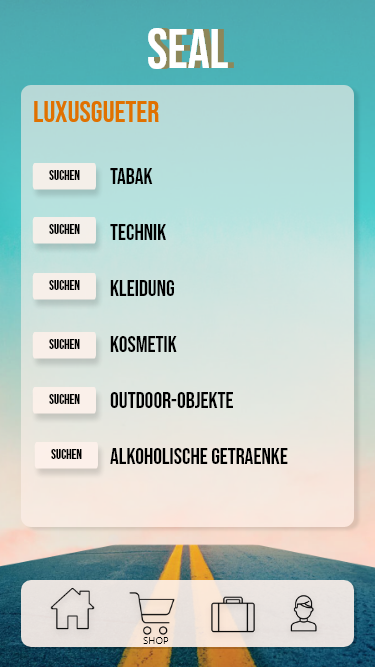 SEAL
LUXUSGUETER
SUCHEN TABAK
SUCHEN TECHNIK
SUCHEN KLEIDUNG
SUCHEN KOSMETIK
SUCHEN OUTDOOR-OBJEKTE
SUCHEN ALKOHOLISCHE GETRAENKE
SHOP